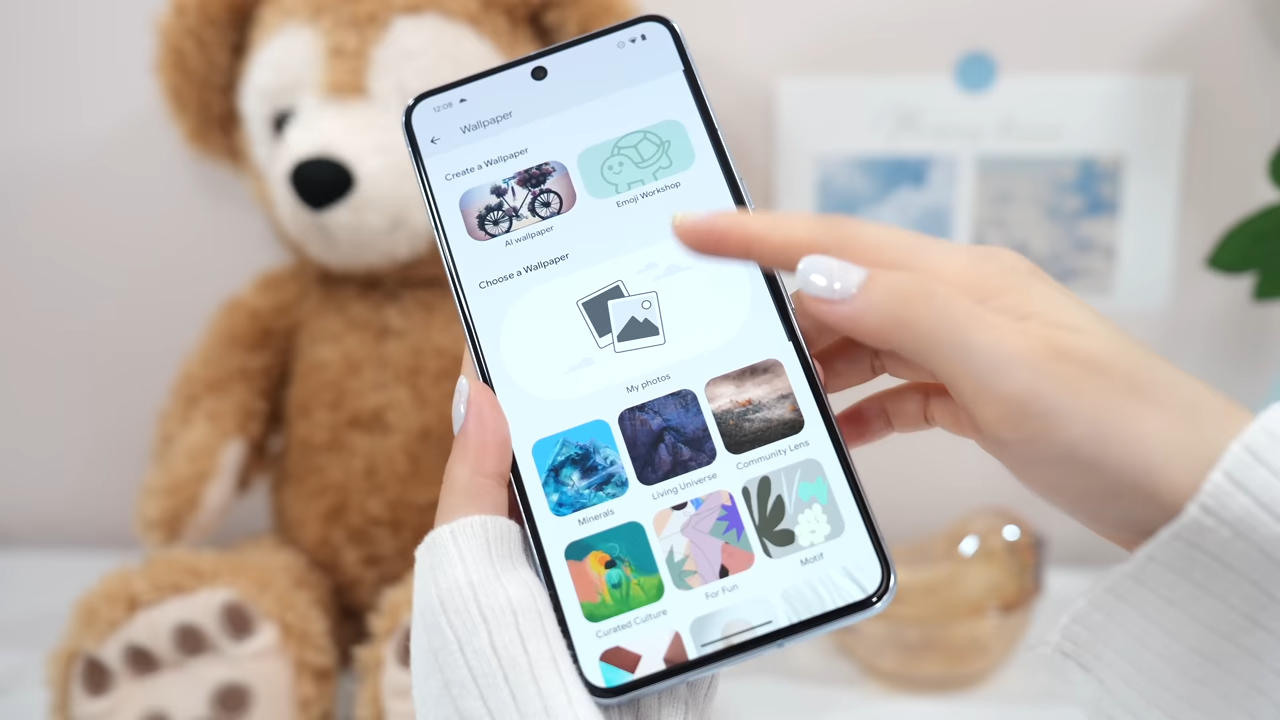 12:08
Wallpaper
Create a Wallpaper
AI wallpaper
Emoji Workshop
Choose a Wallpaper
My photos
Minerals
Living Universe
Community Lens
Curated Culture
For Fun
Motif